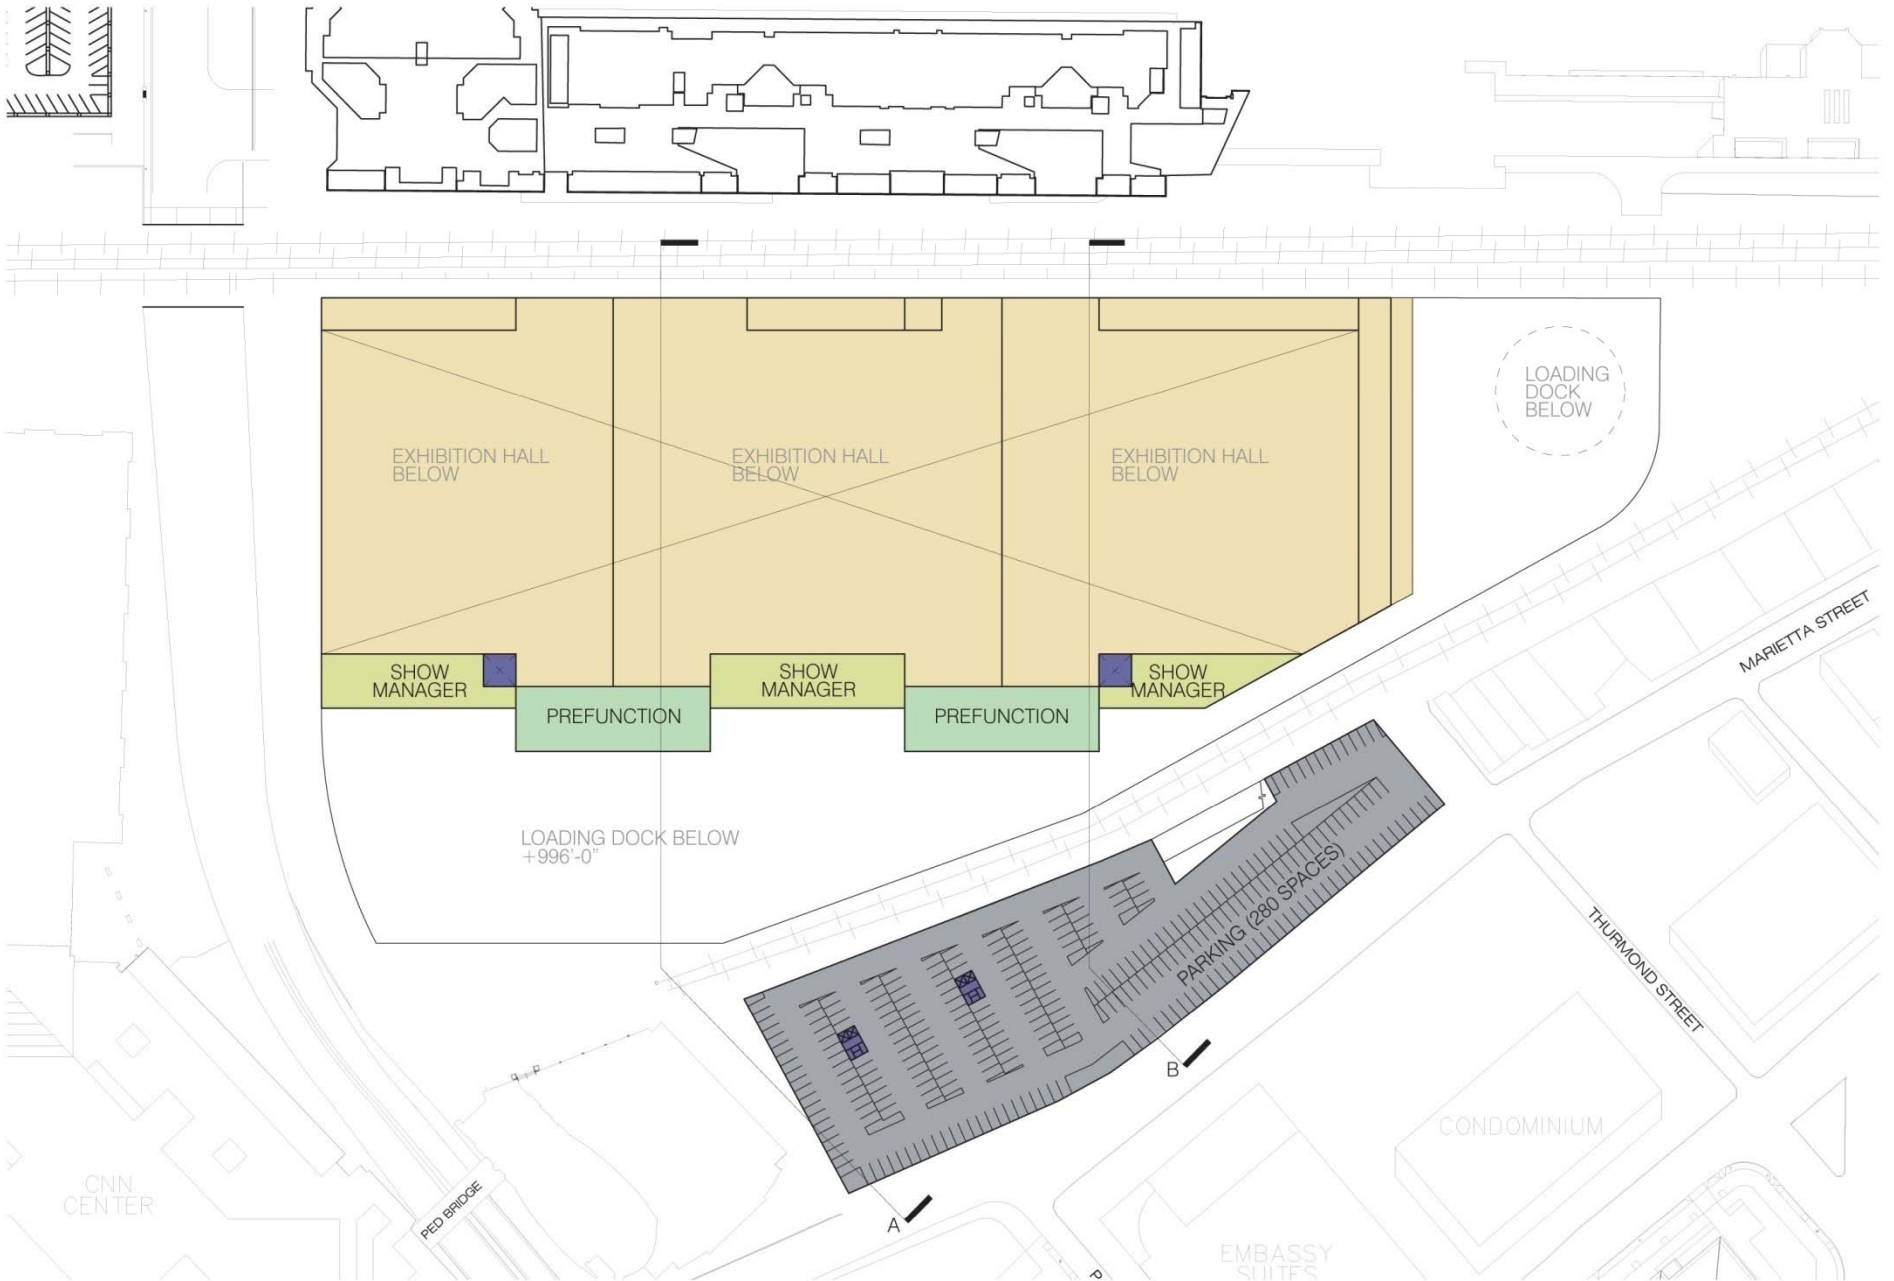 LOADING
DOCK
BELOW
EXHIBITION HALL
BELOW
EXHIBITION HALL
BELOW
EXHIBITION HALL
BELOW
MARIETTA STREET
SHOW
MANAGER
SHOW
MANAGER
SHOW
MANAGER
PREFUNCTION
PREFUNCTION
LOADING DOCK BELOW
+996'-0"
PARKING (280 SPACES)
THURMOND STREET
B
CONDOMINIUM
CNN
CENTER
PED BRIDGE
A
EMBASSY
SUITES